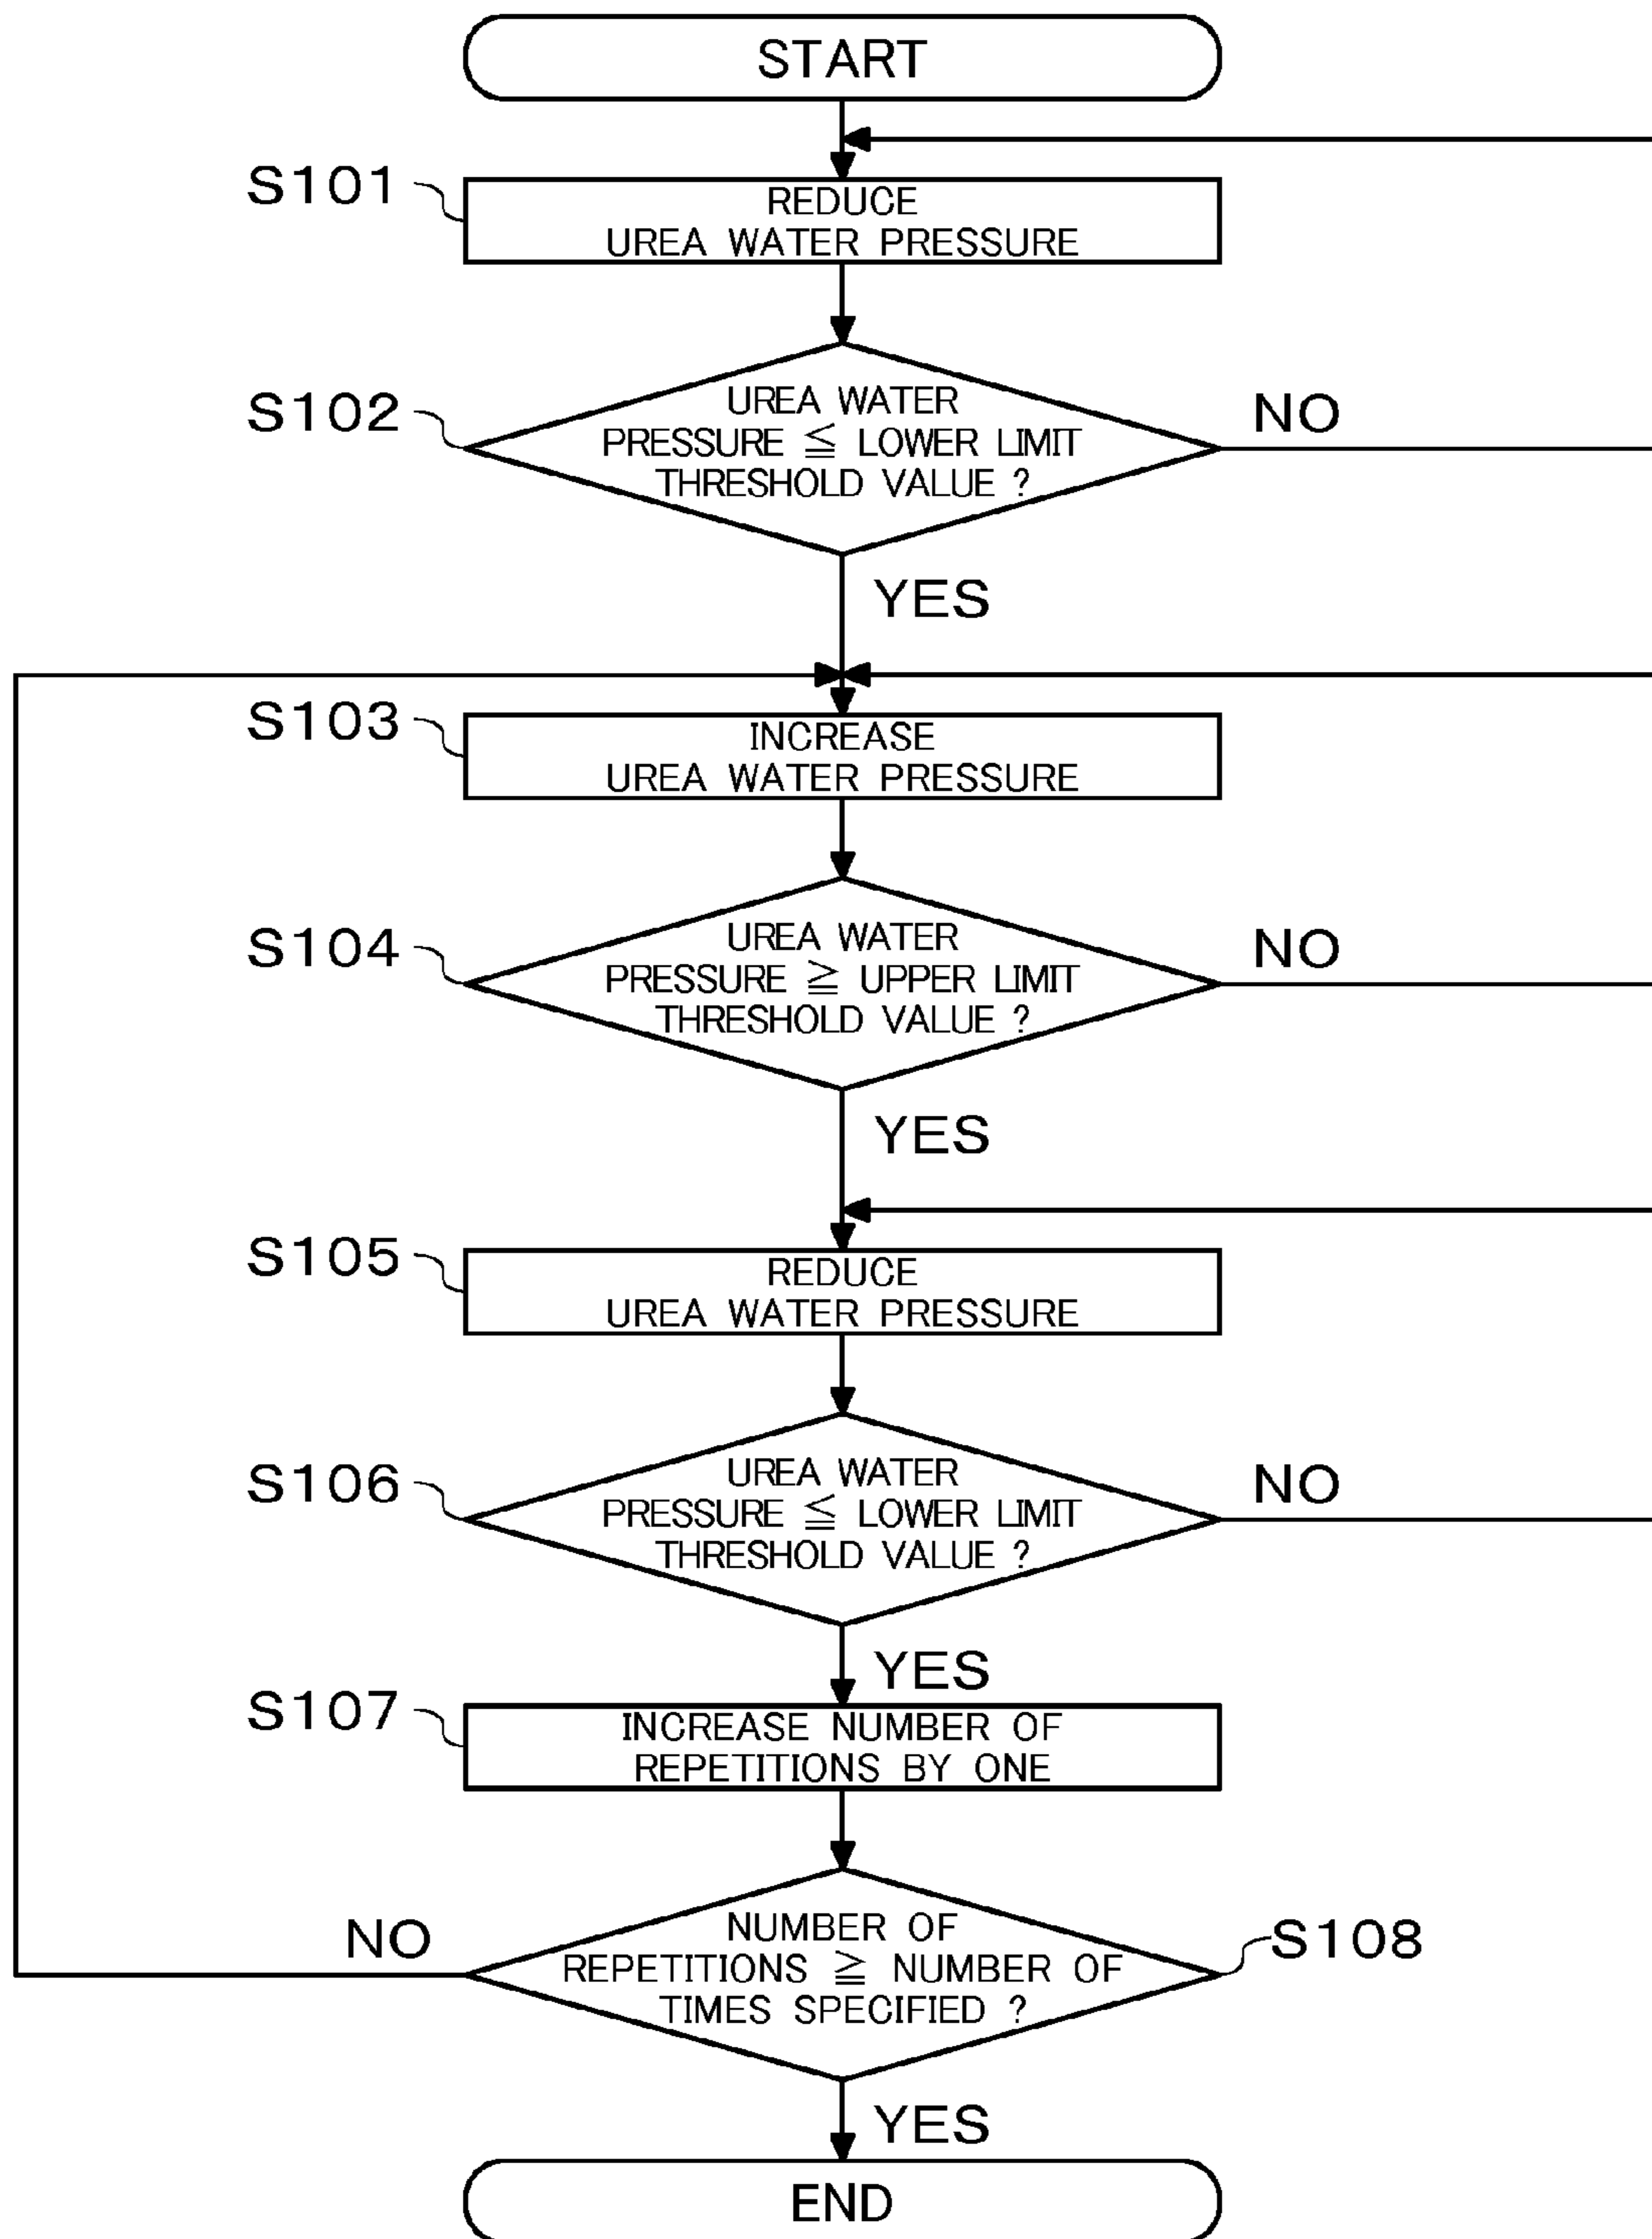 START
S101
REDUCE
UREA WATER PRESSURE
S102
UREA WATER
PRESSURE ≦ LOWER LIMIT
THRESHOLD VALUE ?
NO
YES
S103
INCREASE
UREA WATER PRESSURE
S104
UREA WATER
PRESSURE ≧ UPPER LIMIT
THRESHOLD VALUE ?
NO
YES
S105
REDUCE
UREA WATER PRESSURE
S106
UREA WATER
PRESSURE ≦ LOWER LIMIT
THRESHOLD VALUE ?
NO
YES
S107
INCREASE NUMBER OF
REPETITIONS BY ONE
NO
NUMBER OF
REPETITIONS ≧ NUMBER OF
TIMES SPECIFIED ?
S108
YES
END